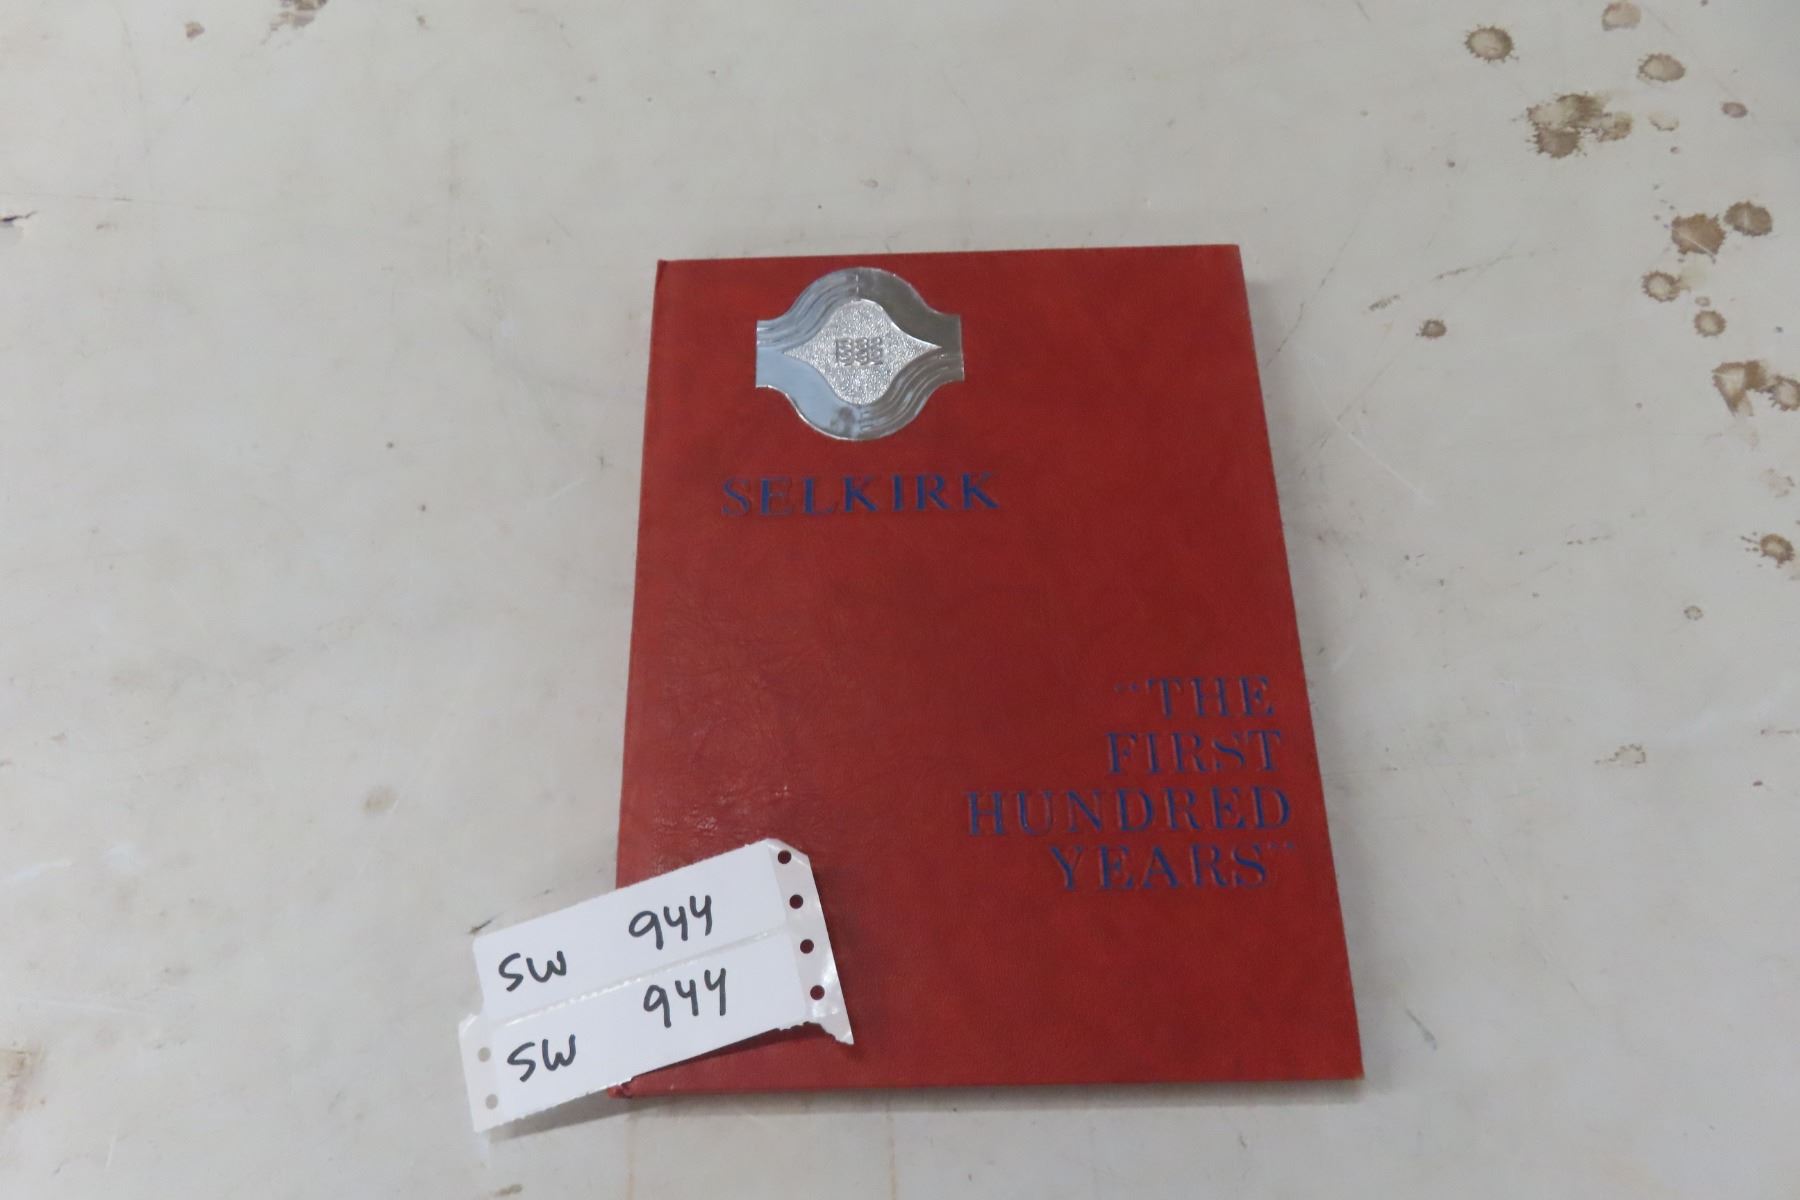 SELKIRK
"THE
FIRST
HUNDRED
YEARS"
SW 944
SW 944